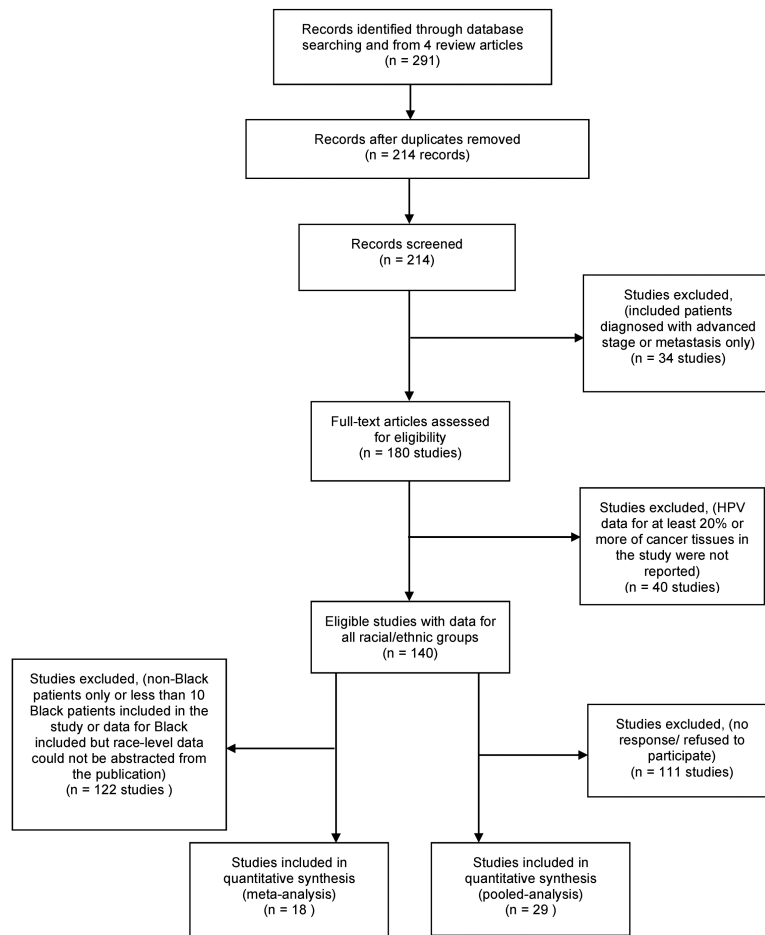 Records identified through database
searching and from 4 review articles
(n = 291)
Records after duplicates removed
(n = 214 records)
Records screened
(n = 214)
Studies excluded,
(included patients
diagnosed with advanced
stage or metastasis only)
(n = 34 studies)
Full-text articles assessed
for eligibility
(n = 180 studies)
Studies excluded, (HPV
data for at least 20% or
more of cancer tissues in
the study were not
reported)
(n = 40 studies)
Eligible studies with data for
all racial/ethnic groups
(n = 140)
Studies excluded, (non-Black
patients only or less than 10
Black patients included in the
study or data for Black
included but race-level data
could not be abstracted from
the publication)
(n = 122 studies )
Studies excluded, (no
response/ refused to
participate)
(n = 111 studies)
Studies included in
quantitative synthesis
(meta-analysis)
(n = 18 )
Studies included in
quantitative synthesis
(pooled-analysis)
(n = 29 )